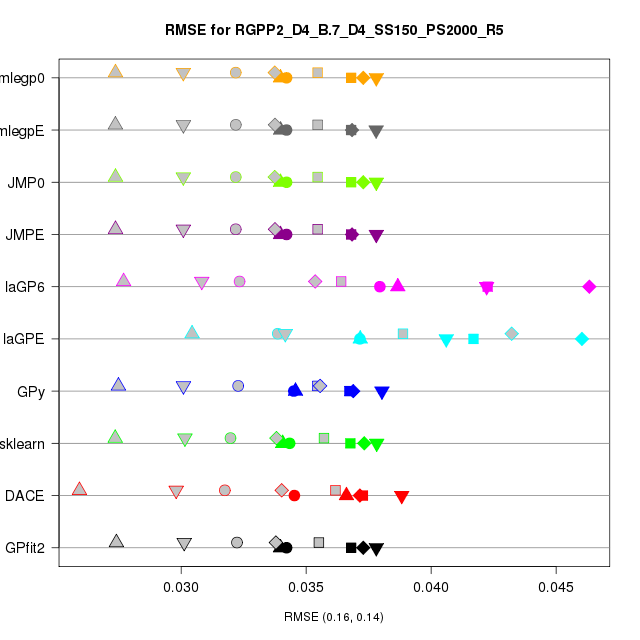 RMSE for RGPP2_D4_B.7_D4_SS150_PS2000_R5
mlegp0
mlegpE
JMP0
JMPE
laGP6
laGPE
GPy
sklearn
DACE
GPfit2
0.030 0.035 0.040 0.045
RMSE (0.16, 0.14)